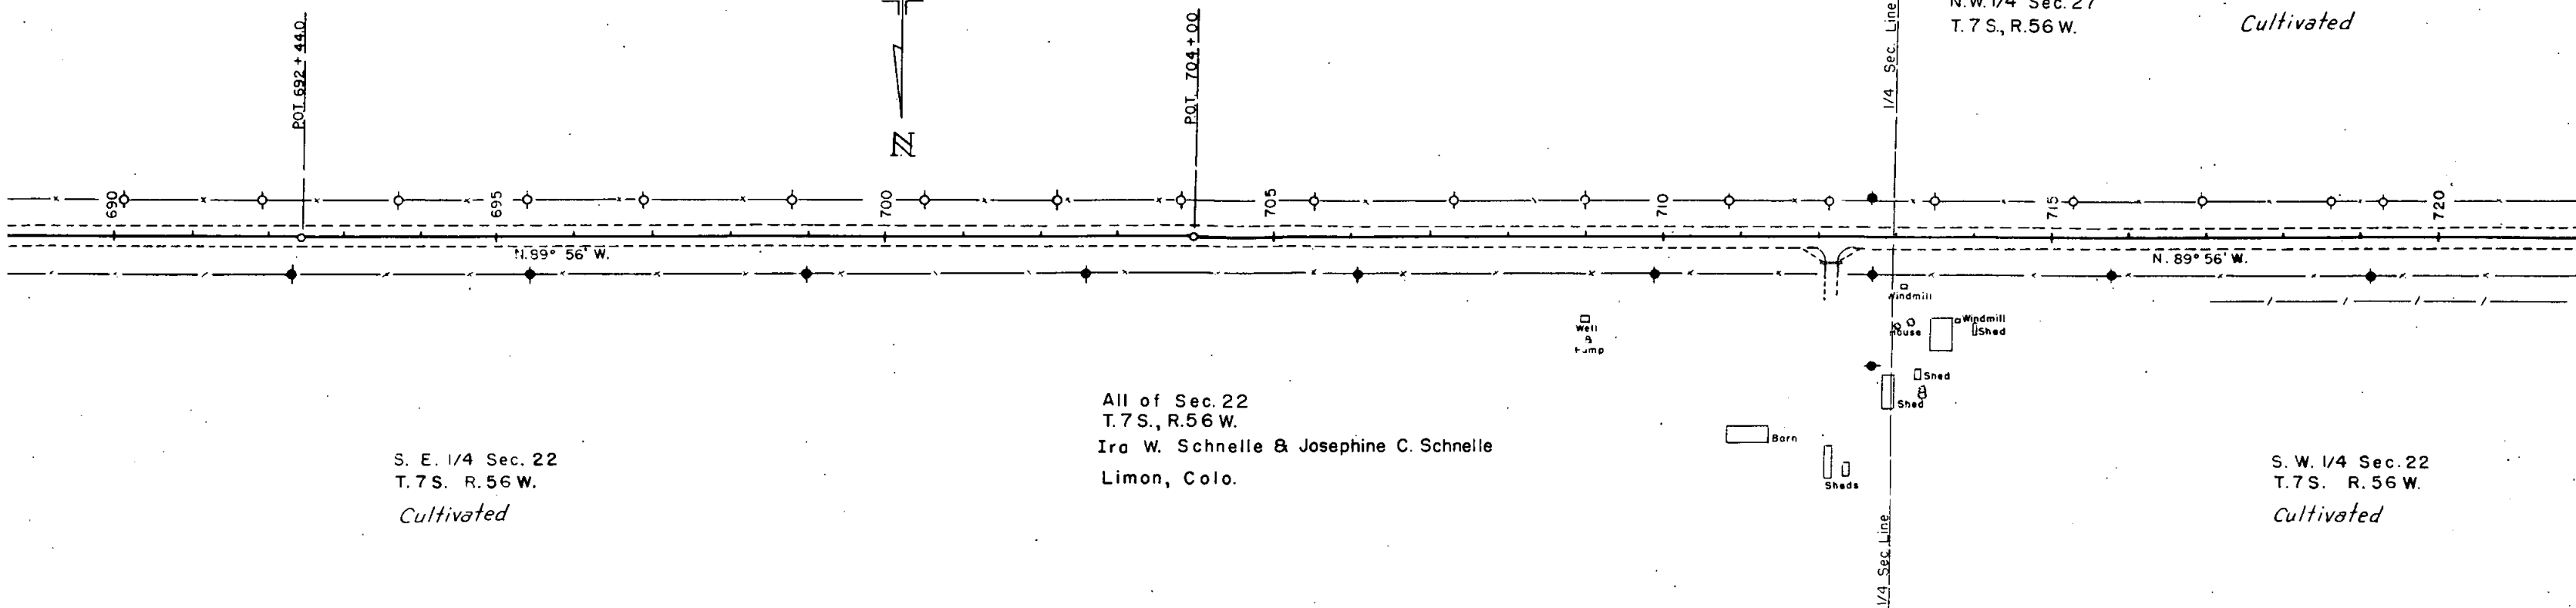 N.W. 1/4 Sec. 27
T. 7 S., R. 56 W.
Cultivated
P.O.T. 692 + 44.0
P.O.T. 704 + 00
1/4 Sec. Line
N
690
695
700
705
710
715
720
N. 89° 56' W.
N. 89° 56' W.
Windmill
House
Windmill
Shed
Well
&
Pump
Shed
Shed
Barn
Sheds
All of Sec. 22
T. 7 S., R. 56 W.
Ira W. Schnelle & Josephine C. Schnelle
Limon, Colo.
S. E. 1/4 Sec. 22
T. 7 S. R. 56 W.
Cultivated
S. W. 1/4 Sec. 22
T. 7 S. R. 56 W.
Cultivated
1/4 Sec. Line